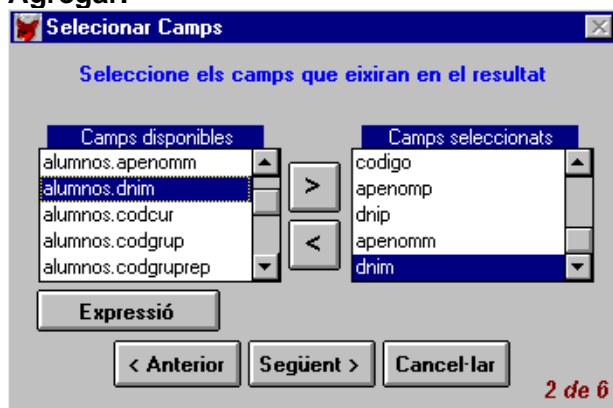 Agregar.
Selecionar Camps
Seleccione els camps que eixiran en el resultat
Camps disponibles
alumnos.apenomm
alumnos.dnim
alumnos.codcur
alumnos.codgrup
alumnos.codgruprep
>
<
Camps seleccionats
codigo
apenomp
dnip
apenomm
dnim
Expressió
< Anterior
Següent >
Cancel·lar
2 de 6